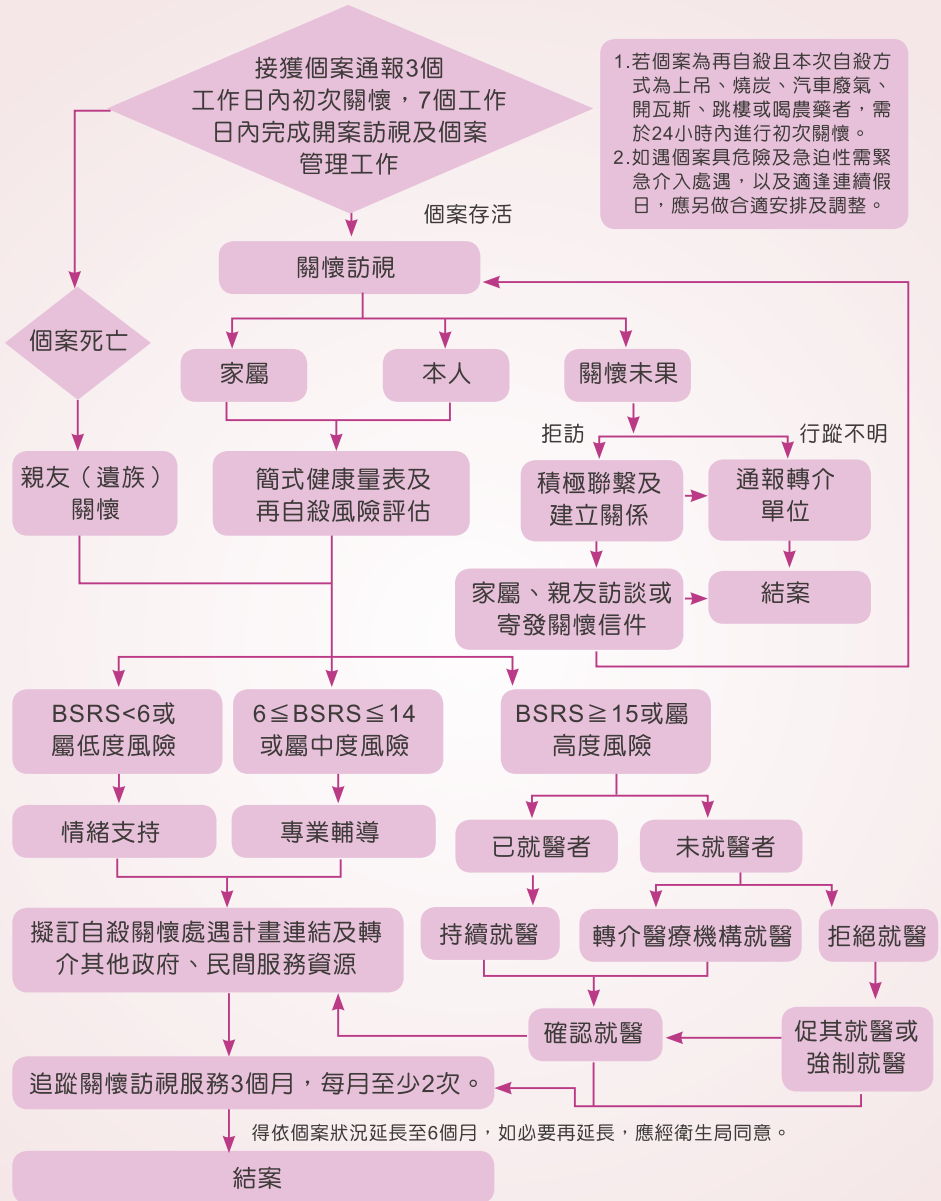 接獲個案通報3個
工作日內初次關懷，7個工作
日內完成開案訪視及個案
管理工作
1.若個案為再自殺且本次自殺方
式為上吊、燒炭、汽車廢氣、
開瓦斯、跳樓或喝農藥者，需
於24小時內進行初次關懷。
2.如遇個案具危險及急迫性需緊
急介入處遇，以及適逢連續假
日，應另做合適安排及調整。
個案存活
關懷訪視
個案死亡
家屬
本人
關懷未果
拒訪
行蹤不明
親友（遺族）
關懷
簡式健康量表及
再自殺風險評估
積極聯繫及
建立關係
通報轉介
單位
家屬、親友訪談或
寄發關懷信件
結案
BSRS<6或
屬低度風險
6≦BSRS≦14
或屬中度風險
BSRS≧15或屬
高度風險
情緒支持
專業輔導
已就醫者
未就醫者
擬訂自殺關懷處遇計畫連結及轉
介其他政府、民間服務資源
持續就醫
轉介醫療機構就醫
拒絕就醫
確認就醫
促其就醫或
強制就醫
追蹤關懷訪視服務3個月，每月至少2次。
得依個案狀況延長至6個月，如必要再延長，應經衛生局同意。
結案